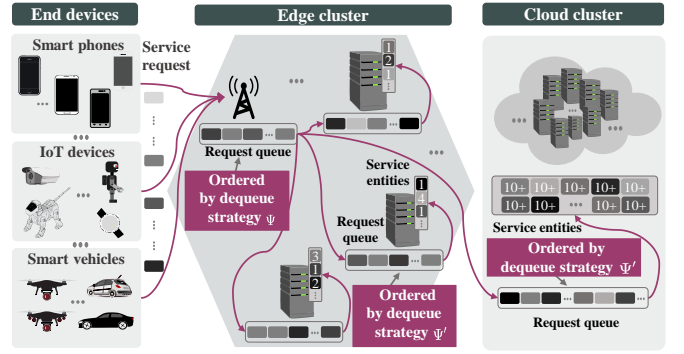 End devices
Edge cluster
Cloud cluster
Smart phones
Service
request
IoT devices
Smart vehicles
Request queue
Ordered
by dequeue
strategy Ψ
1
2
1
Service
entities
1
4
1
Request
queue
3
1
2
Ordered
by dequeue
strategy Ψ′
10+ 10+ 10+ 10+ 10+
10+ 10+ 10+ 10+
Service entities
Ordered by
dequeue strategy Ψ′
Request queue